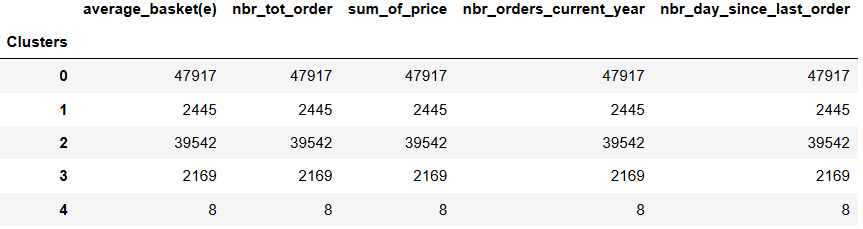 average_basket(e) nbr_tot_order sum_of_price nbr_orders_current_year nbr_day_since_last_order
Clusters
0 47917 47917 47917 47917 47917
1 2445 2445 2445 2445 2445
2 39542 39542 39542 39542 39542
3 2169 2169 2169 2169 2169
4 8 8 8 8 8